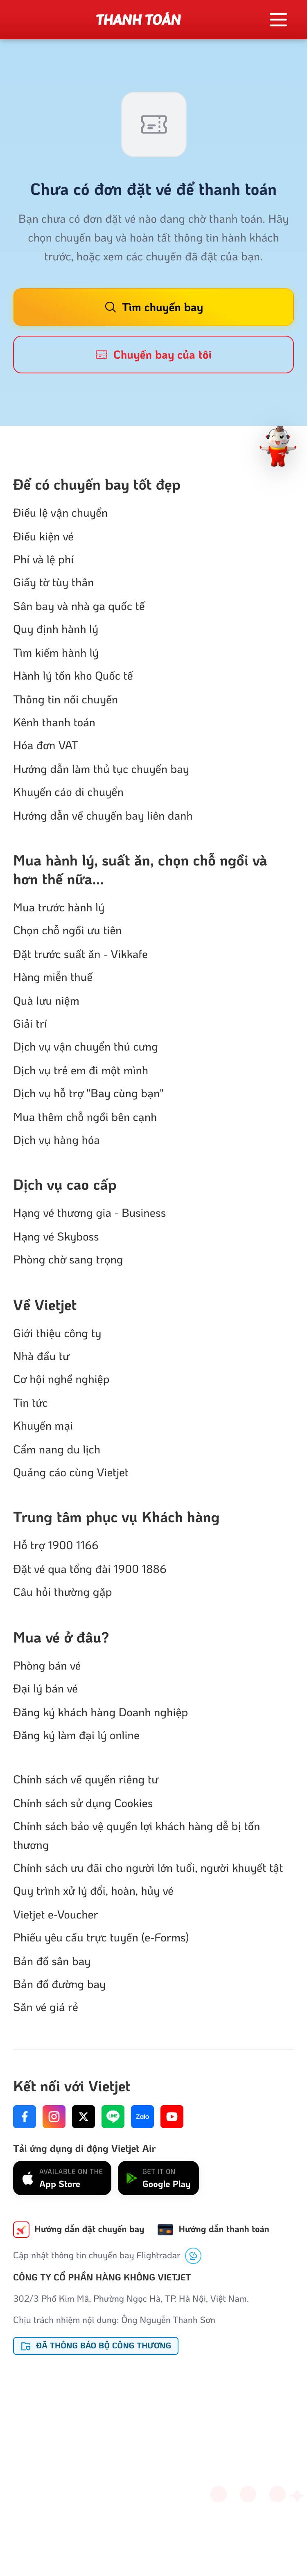 THANH TOÁN
Chưa có đơn đặt vé để thanh toán
Bạn chưa có đơn đặt vé nào đang chờ thanh toán. Hãy
chọn chuyến bay và hoàn tất thông tin hành khách
trước, hoặc xem các chuyến đã đặt của bạn.
Tìm chuyến bay
Chuyến bay của tôi
Để có chuyến bay tốt đẹp
Điều lệ vận chuyển
Điều kiện vé
Phí và lệ phí
Giấy tờ tùy thân
Sân bay và nhà ga quốc tế
Quy định hành lý
Tìm kiếm hành lý
Hành lý tồn kho Quốc tế
Thông tin nối chuyến
Kênh thanh toán
Hóa đơn VAT
Hướng dẫn làm thủ tục chuyến bay
Khuyến cáo di chuyển
Hướng dẫn về chuyến bay liên danh
Mua hành lý, suất ăn, chọn chỗ ngồi và
hơn thế nữa...
Mua trước hành lý
Chọn chỗ ngồi ưu tiên
Đặt trước suất ăn - Vikkafe
Hàng miễn thuế
Quà lưu niệm
Giải trí
Dịch vụ vận chuyển thú cưng
Dịch vụ trẻ em đi một mình
Dịch vụ hỗ trợ "Bay cùng bạn"
Mua thêm chỗ ngồi bên cạnh
Dịch vụ hàng hóa
Dịch vụ cao cấp
Hạng vé thương gia - Business
Hạng vé Skyboss
Phòng chờ sang trọng
Về Vietjet
Giới thiệu công ty
Nhà đầu tư
Cơ hội nghề nghiệp
Tin tức
Khuyến mại
Cẩm nang du lịch
Quảng cáo cùng Vietjet
Trung tâm phục vụ Khách hàng
Hỗ trợ 1900 1166
Đặt vé qua tổng đài 1900 1886
Câu hỏi thường gặp
Mua vé ở đâu?
Phòng bán vé
Đại lý bán vé
Đăng ký khách hàng Doanh nghiệp
Đăng ký làm đại lý online
Chính sách về quyền riêng tư
Chính sách sử dụng Cookies
Chính sách bảo vệ quyền lợi khách hàng dễ bị tổn
thương
Chính sách ưu đãi cho người lớn tuổi, người khuyết tật
Quy trình xử lý đổi, hoàn, hủy vé
Vietjet e-Voucher
Phiếu yêu cầu trực tuyến (e-Forms)
Bản đồ sân bay
Bản đồ đường bay
Săn vé giá rẻ
Kết nối với Vietjet
LINE
Zalo
Tải ứng dụng di động Vietjet Air
AVAILABLE ON THE
App Store
GET IT ON
Google Play
Hướng dẫn đặt chuyến bay
Hướng dẫn thanh toán
Cập nhật thông tin chuyến bay Flightradar
CÔNG TY CỔ PHẦN HÀNG KHÔNG VIETJET
302/3 Phố Kim Mã, Phường Ngọc Hà, TP. Hà Nội, Việt Nam.
Chịu trách nhiệm nội dung: Ông Nguyễn Thanh Sơn
ĐÃ THÔNG BÁO BỘ CÔNG THƯƠNG